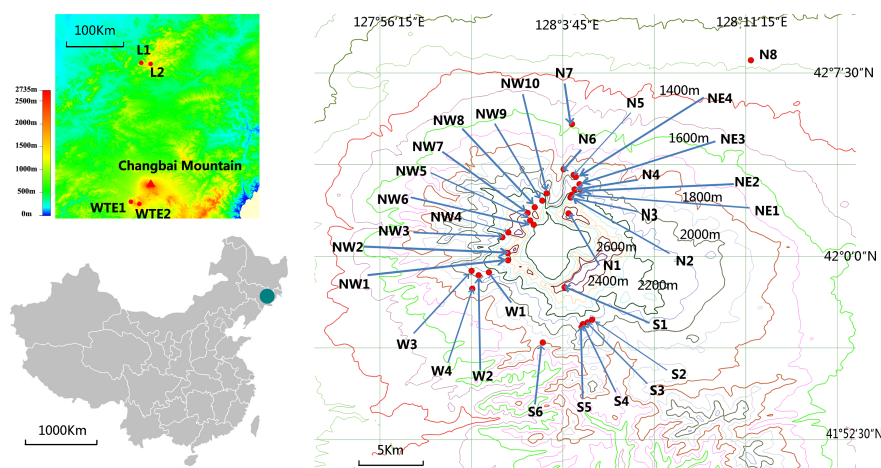 100Km
L1
L2
2735m
2500m
2000m
1500m
1000m
500m
0m
Changbai Mountain
WTE1
WTE2
1000Km
127°56'15"E
128°3'45"E
128°11'15"E
42°7'30"N
42°0'0"N
41°52'30"N
N8
N7
NW10
N5
1400m
NE4
NW9
NW8
N6
1600m
NE3
NW7
NW5
N4
NE2
NW6
1800m
NE1
NW4
N3
NW3
2000m
NW2
2600m
N2
N1
NW1
2400m
2200m
W1
S1
W3
W4
W2
S2
S3
S4
S5
S6
5Km